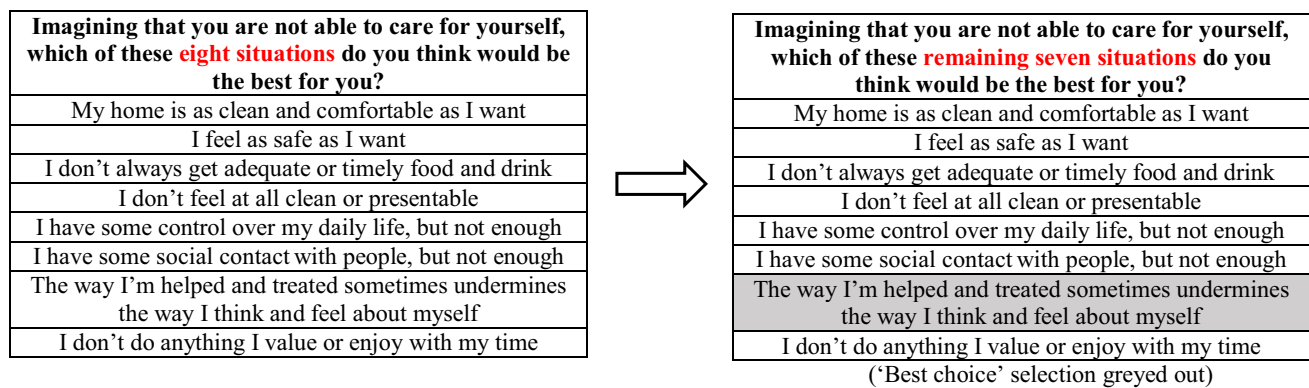 Imagining that you are not able to care for yourself,
which of these eight situations do you think would be
the best for you?
My home is as clean and comfortable as I want
I feel as safe as I want
I don’t always get adequate or timely food and drink
I don’t feel at all clean or presentable
I have some control over my daily life, but not enough
I have some social contact with people, but not enough
The way I’m helped and treated sometimes undermines
the way I think and feel about myself
I don’t do anything I value or enjoy with my time
Imagining that you are not able to care for yourself,
which of these remaining seven situations do you
think would be the best for you?
My home is as clean and comfortable as I want
I feel as safe as I want
I don’t always get adequate or timely food and drink
I don’t feel at all clean or presentable
I have some control over my daily life, but not enough
I have some social contact with people, but not enough
The way I’m helped and treated sometimes undermines
the way I think and feel about myself
I don’t do anything I value or enjoy with my time
(‘Best choice’ selection greyed out)